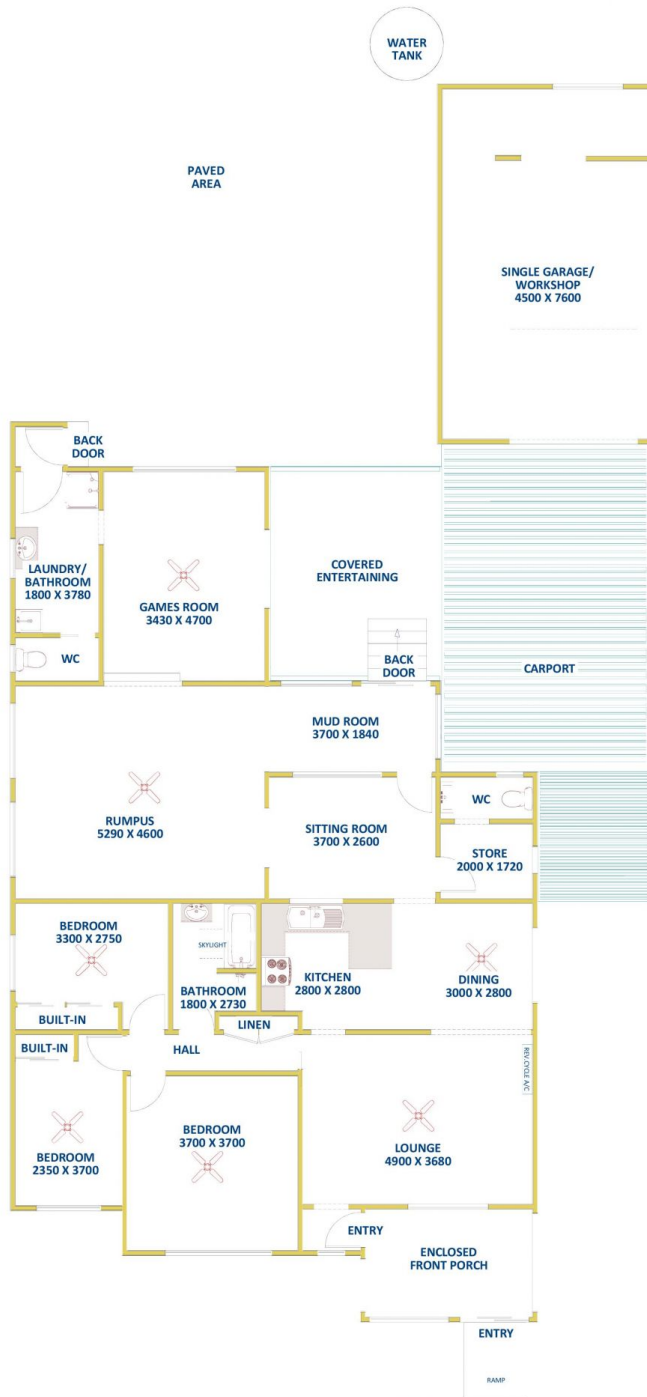 WATER
TANK
PAVED
AREA
SINGLE GARAGE/
WORKSHOP
4500 X 7600
BACK
DOOR
LAUNDRY/
BATHROOM
1800 X 3780
GAMES ROOM
3430 X 4700
COVERED
ENTERTAINING
WC
BACK
DOOR
CARPORT
MUD ROOM
3700 X 1840
RUMPUS
5290 X 4600
SITTING ROOM
3700 X 2600
WC
STORE
2000 X 1720
BEDROOM
3300 X 2750
SKYLIGHT
BATHROOM
1800 X 2730
KITCHEN
2800 X 2800
DINING
3000 X 2800
BUILT-IN
LINEN
BUILT-IN
HALL
REV.CYCLE A/C
BEDROOM
2350 X 3700
BEDROOM
3700 X 3700
LOUNGE
4900 X 3680
ENTRY
ENCLOSED
FRONT PORCH
ENTRY
RAMP